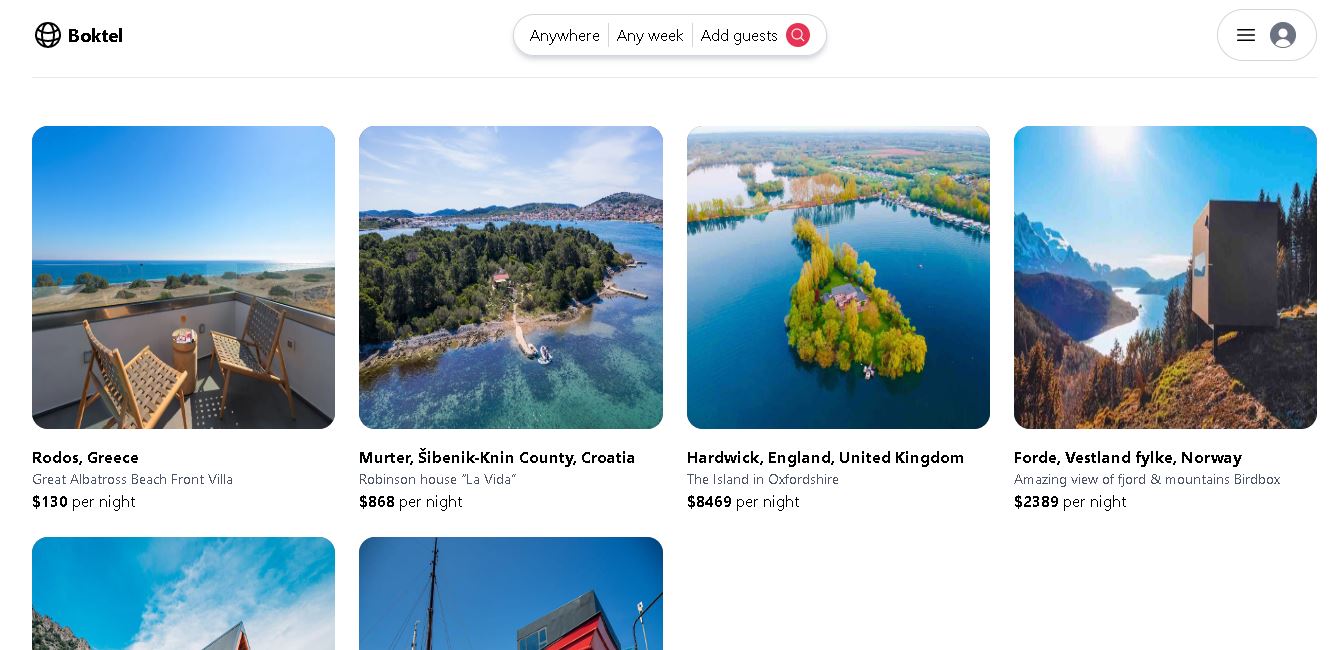 Boktel
Anywhere Any week Add guests
Rodos, Greece
Great Albatross Beach Front Villa
$130 per night
Murter, Šibenik-Knin County, Croatia
Robinson house “La Vida”
$868 per night
Hardwick, England, United Kingdom
The Island in Oxfordshire
$8469 per night
Forde, Vestland fylke, Norway
Amazing view of fjord & mountains Birdbox
$2389 per night